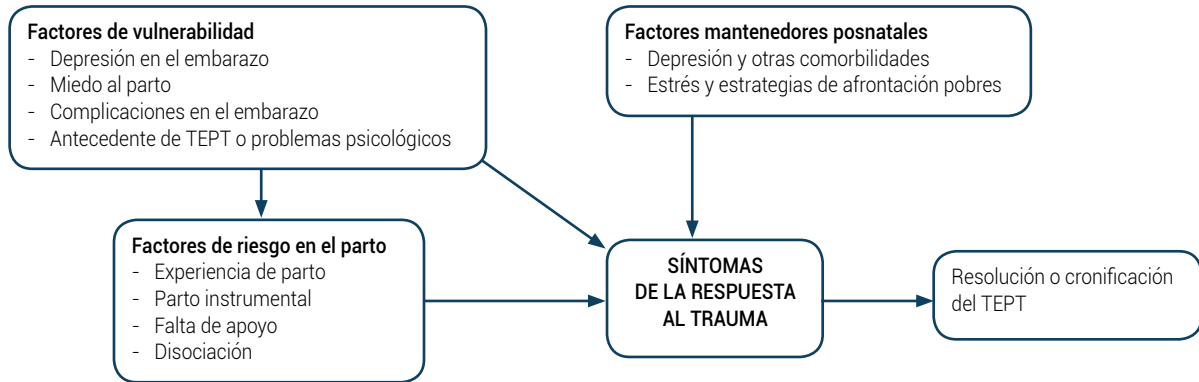 Factores de vulnerabilidad
- Depresión en el embarazo
- Miedo al parto
- Complicaciones en el embarazo
- Antecedente de TEPT o problemas psicológicos
Factores mantenedores posnatales
- Depresión y otras comorbilidades
- Estrés y estrategias de afrontación pobres
Factores de riesgo en el parto
- Experiencia de parto
- Parto instrumental
- Falta de apoyo
- Disociación
SÍNTOMAS
DE LA RESPUESTA
AL TRAUMA
Resolución o cronificación
del TEPT